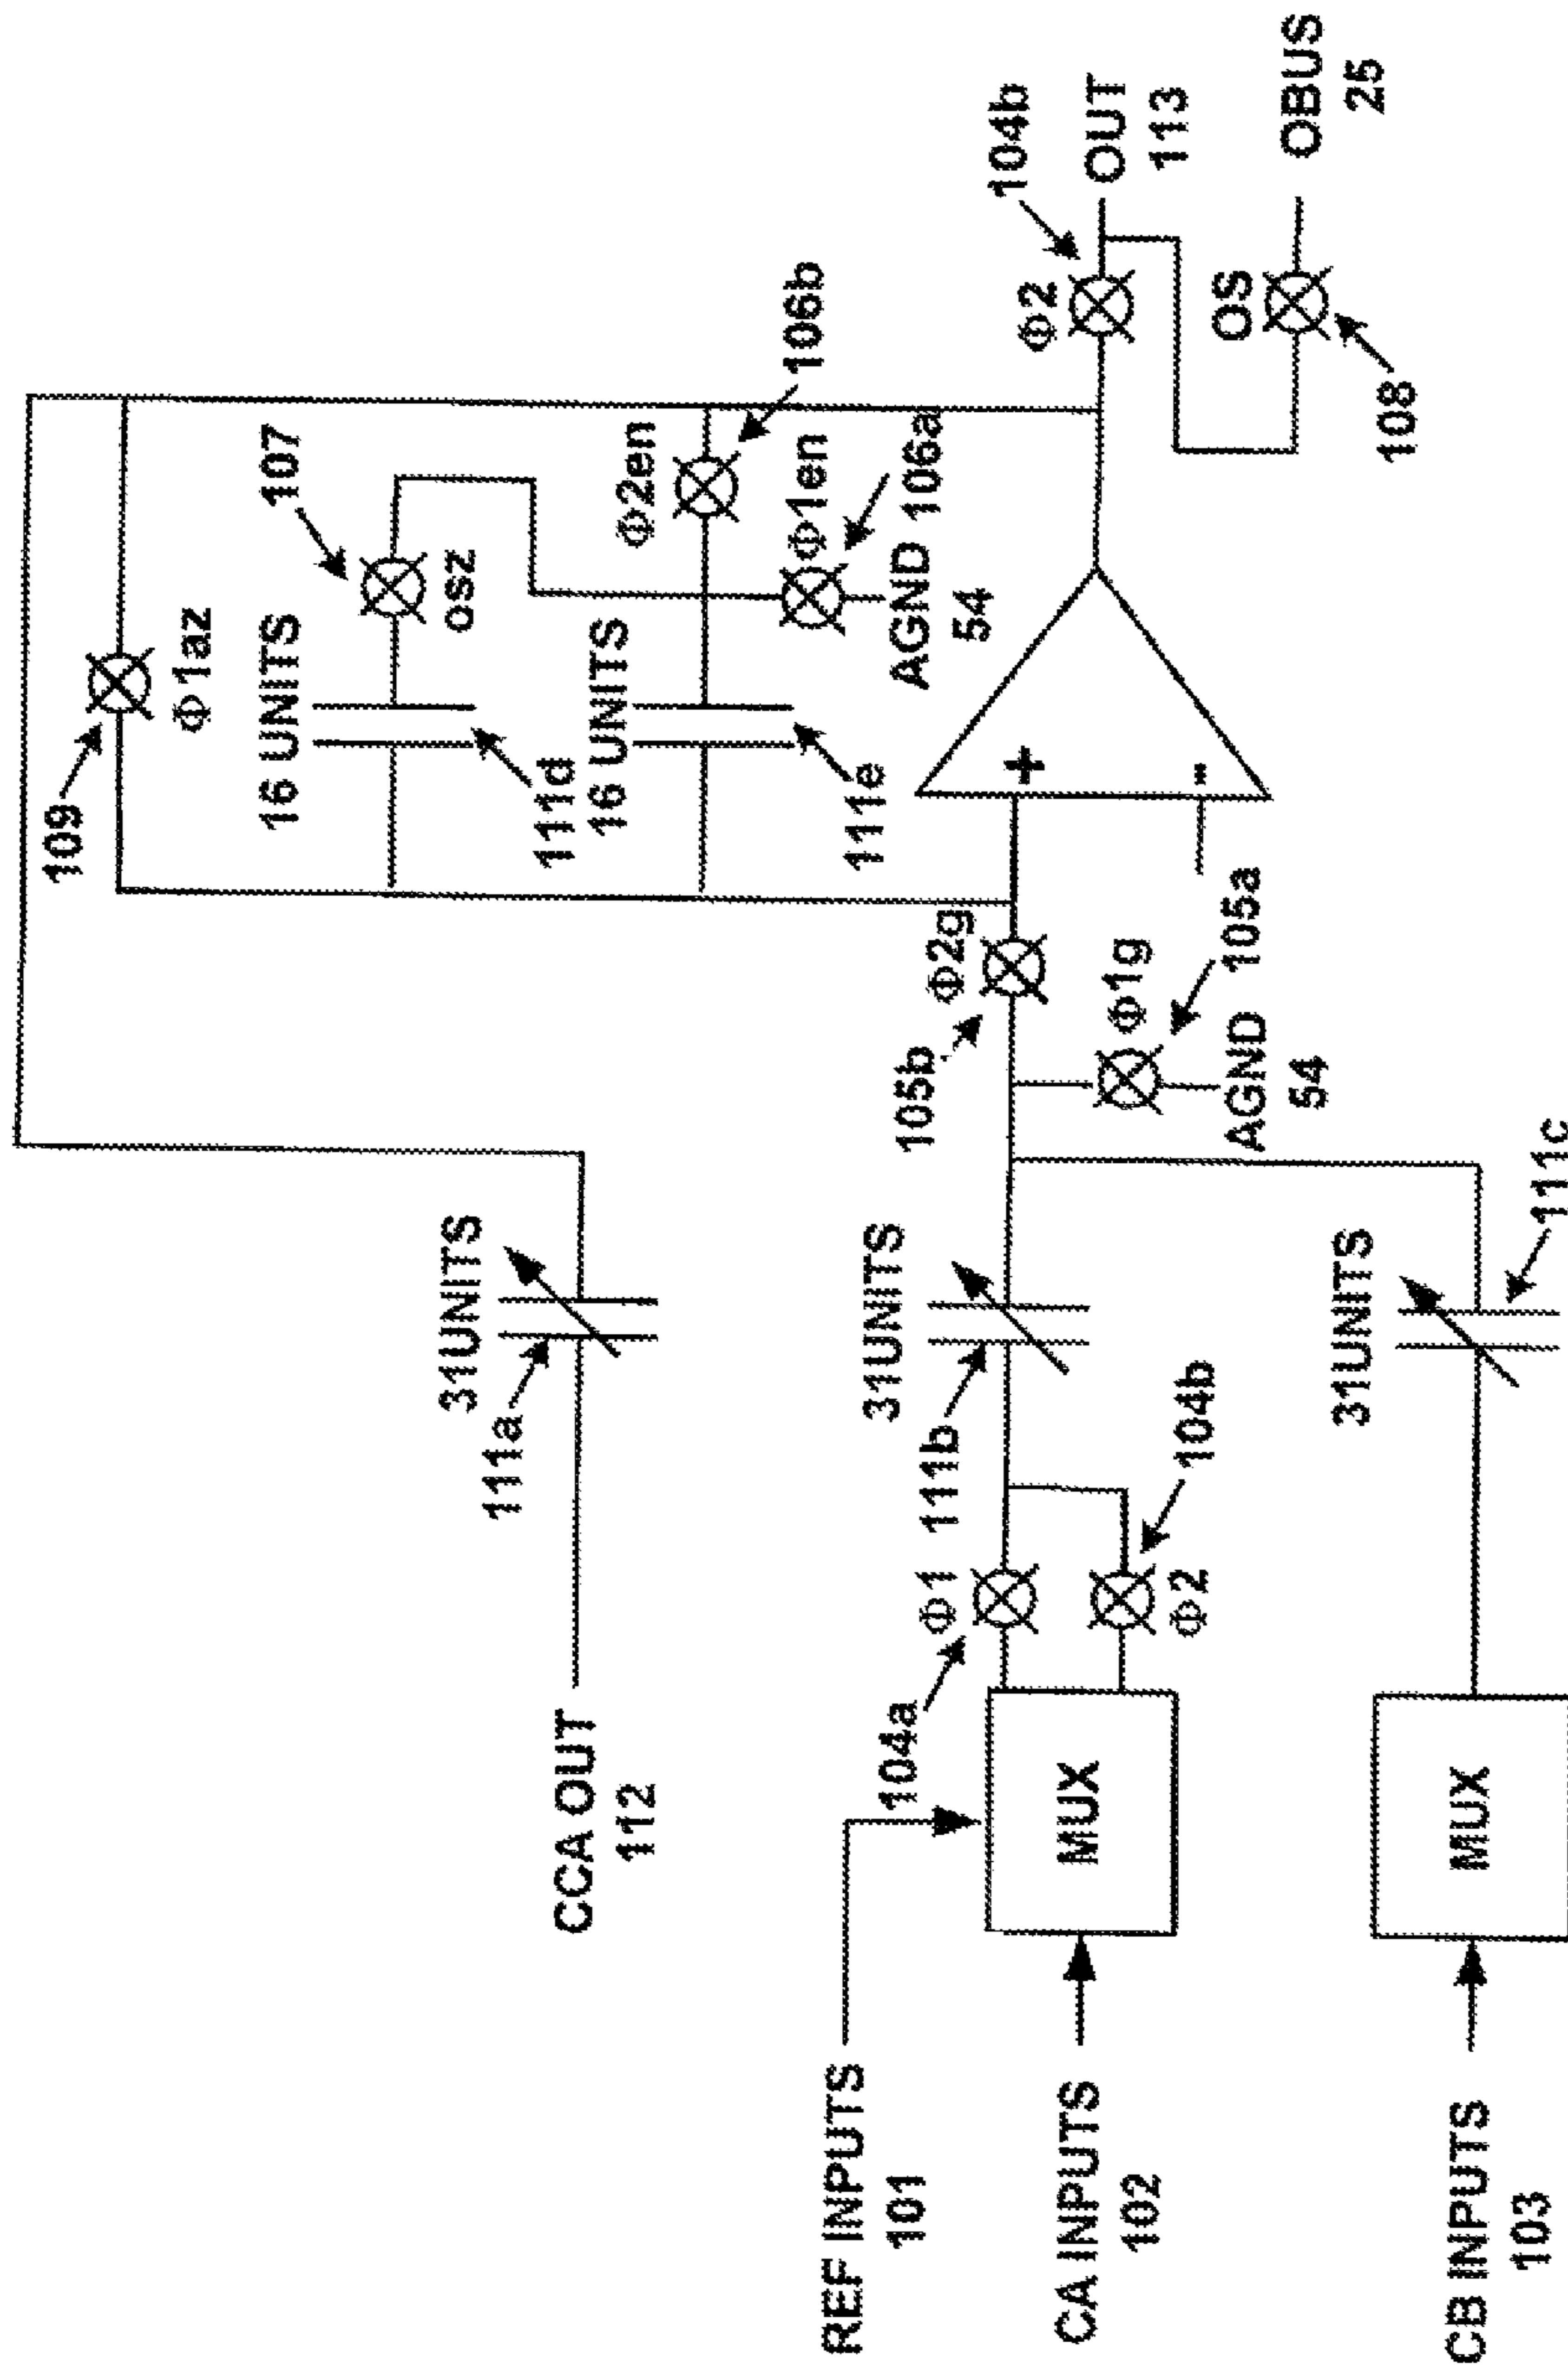 109
Φ1az
107
16 UNITS
osz
111d
16 UNITS
Φ2en
106b
111e
Φ1en
AGND 106a
54
31UNITS
111a
CCA OUT
112
+
-
Φ2
104b
OUT
113
OS
OBUS
25
108
105b
Φ2g
Φ1g
AGND 105a
54
31UNITS
Φ1 111b
104a
104b
Φ2
MUX
REF INPUTS
101
CA INPUTS
102
31UNITS
111c
MUX
CB INPUTS
103